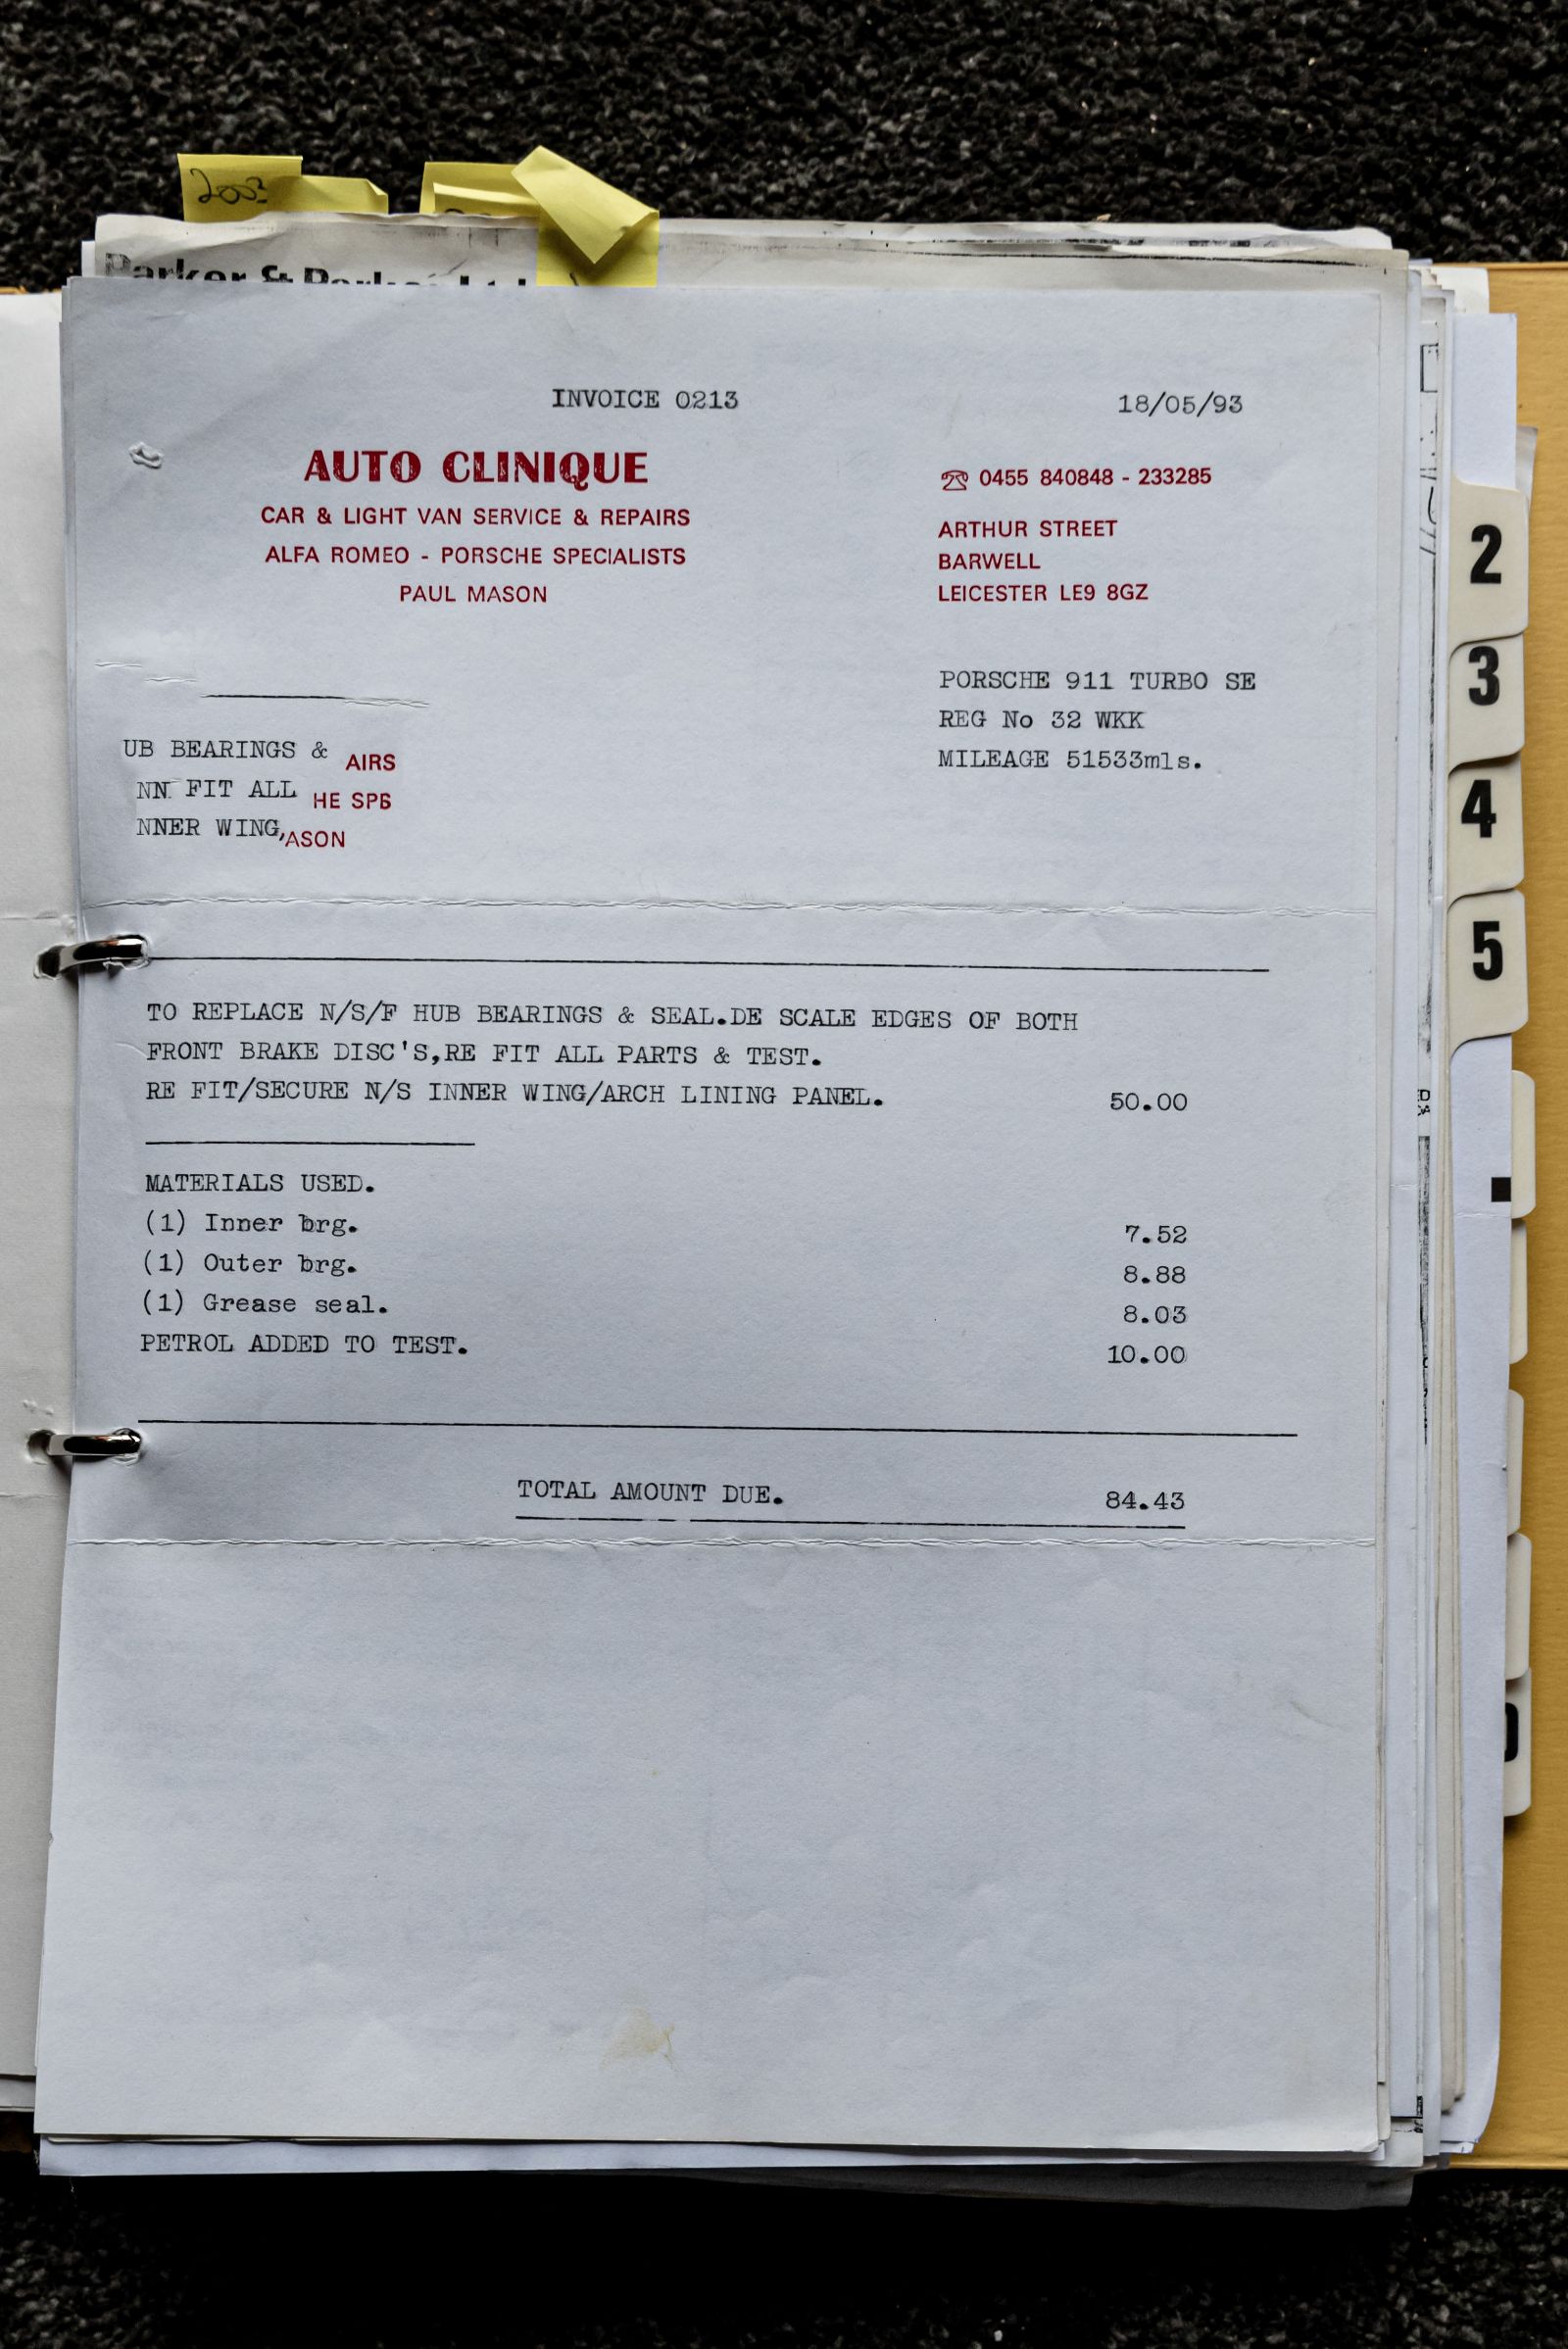 2003
Parker & Parker Ltd
INVOICE 0213
18/05/93
AUTO CLINIQUE
CAR & LIGHT VAN SERVICE & REPAIRS
ALFA ROMEO - PORSCHE SPECIALISTS
PAUL MASON
0455 840848 - 233285
ARTHUR STREET
BARWELL
LEICESTER LE9 8GZ
PORSCHE 911 TURBO SE
REG No 32 WKK
MILEAGE 51533mls.
UB BEARINGS & AIRS
NN FIT ALL HE SPB
NNER WING, ASON
TO REPLACE N/S/F HUB BEARINGS & SEAL.DE SCALE EDGES OF BOTH
FRONT BRAKE DISC'S,RE FIT ALL PARTS & TEST.
RE FIT/SECURE N/S INNER WING/ARCH LINING PANEL. 50.00
MATERIALS USED.
(1) Inner brg. 7.52
(1) Outer brg. 8.88
(1) Grease seal. 8.03
PETROL ADDED TO TEST. 10.00
TOTAL AMOUNT DUE. 84.43
2
3
4
5